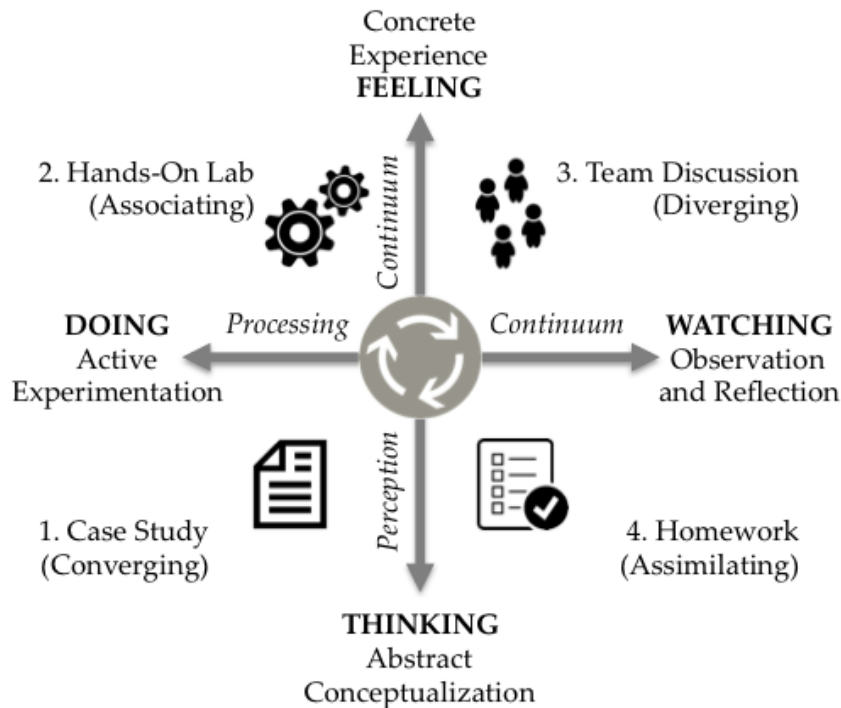 Concrete
Experience
FEELING
2. Hands-On Lab
(Associating)
Continuum
3. Team Discussion
(Diverging)
DOING
Active
Experimentation
Processing
Continuum
WATCHING
Observation
and Reflection
Perception
1. Case Study
(Converging)
4. Homework
(Assimilating)
THINKING
Abstract
Conceptualization